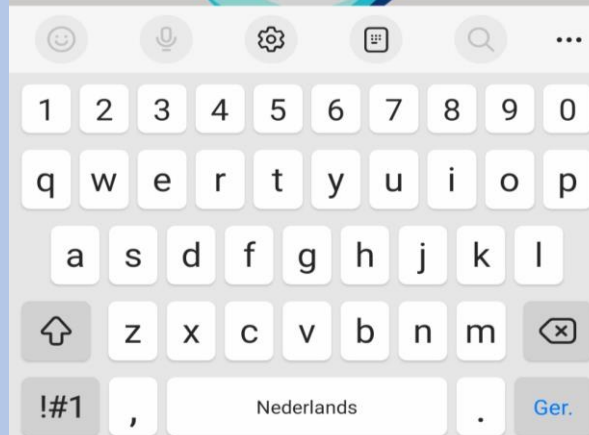 1 2 3 4 5 6 7 8 9 0
q w e r t y u i o p
a s d f g h j k l
z x c v b n m
!#1 , Nederlands . Ger.